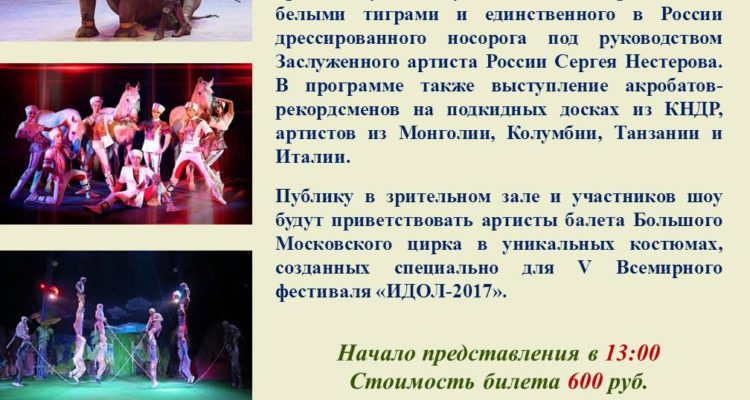 белыми тиграми и единственного в России
дрессированного носорога под руководством
Заслуженного артиста России Сергея Нестерова.
В программе также выступление акробатов-
рекордсменов на подкидных досках из КНДР,
артистов из Монголии, Колумбии, Танзании и
Италии.
Публику в зрительном зале и участников шоу
будут приветствовать артисты балета Большого
Московского цирка в уникальных костюмах,
созданных специально для V Всемирного
фестиваля «ИДОЛ-2017».
Начало представления в 13:00
Стоимость билета 600 руб.